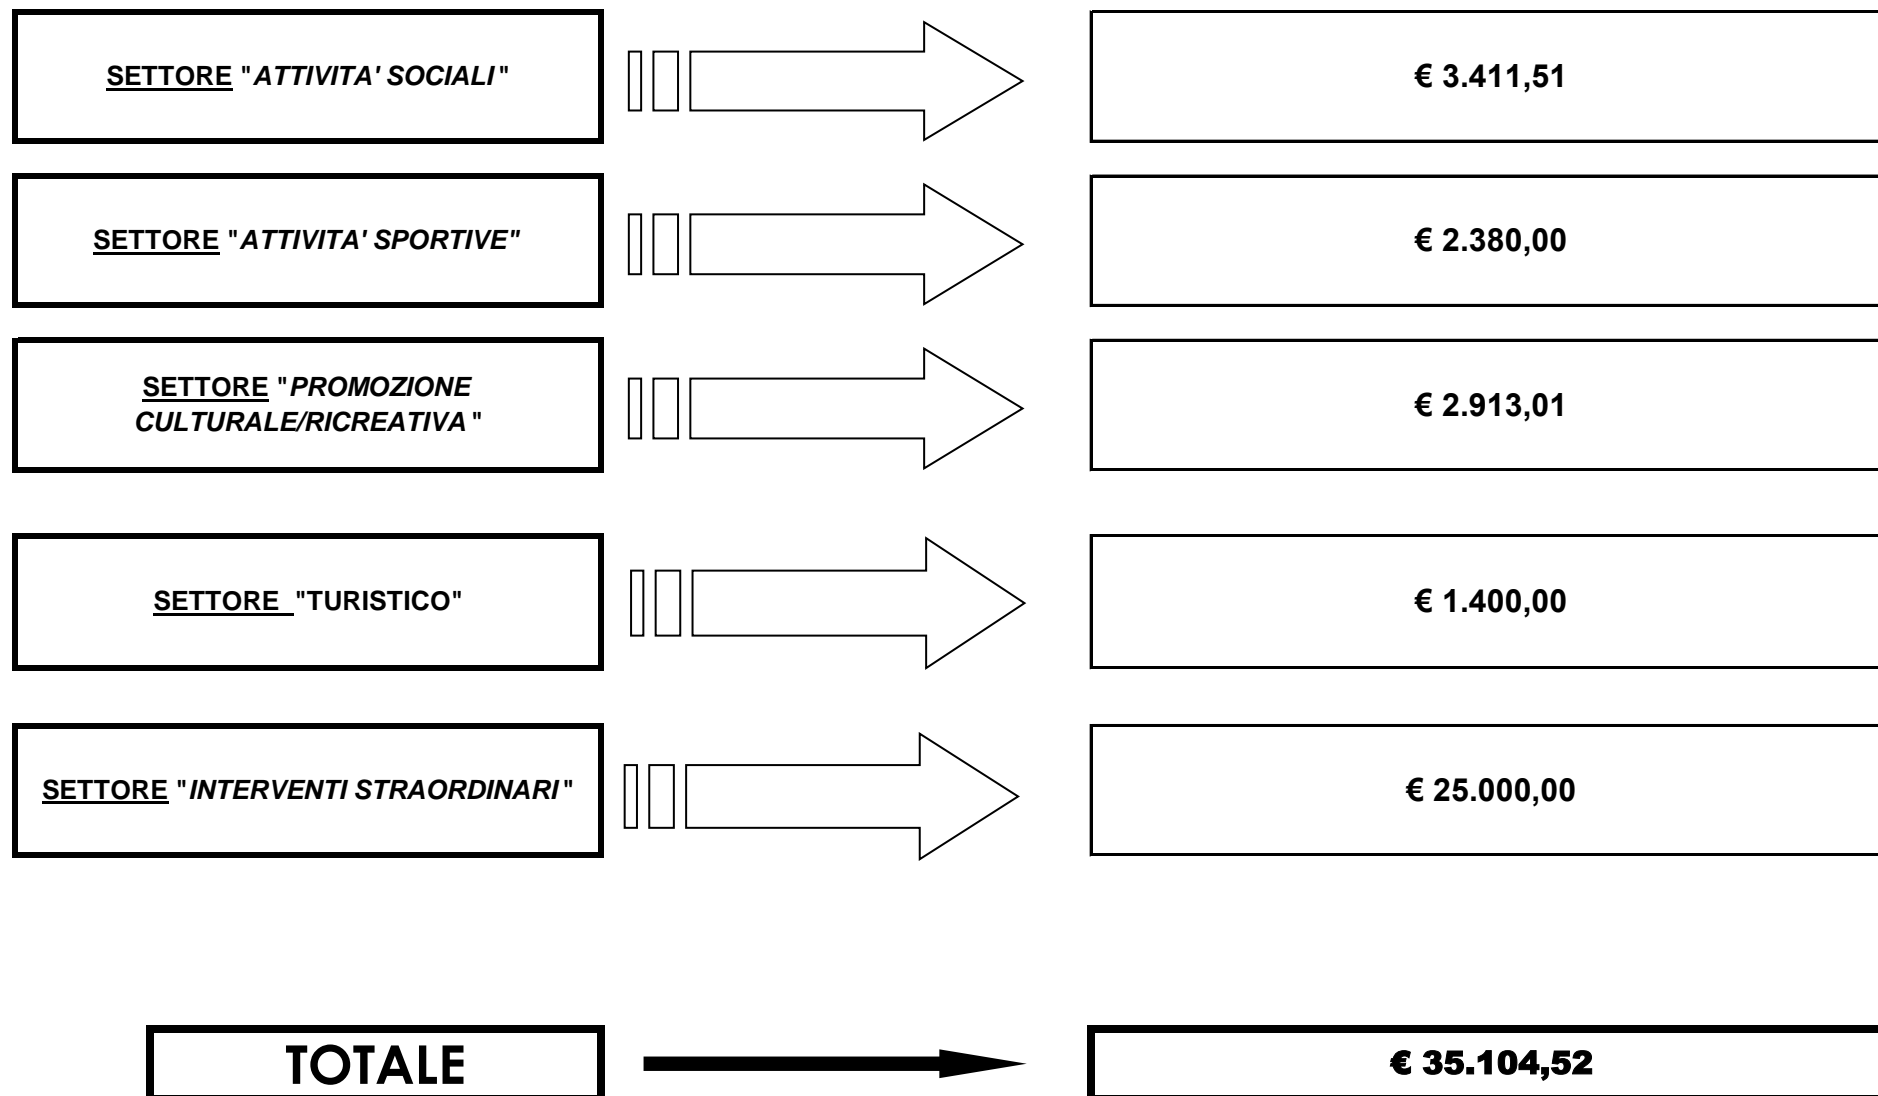 SETTORE "ATTIVITA' SOCIALI"
€ 3.411,51
SETTORE "ATTIVITA' SPORTIVE"
€ 2.380,00
SETTORE "PROMOZIONE
CULTURALE/RICREATIVA"
€ 2.913,01
SETTORE "TURISTICO"
€ 1.400,00
SETTORE "INTERVENTI STRAORDINARI"
€ 25.000,00
TOTALE
€ 35.104,52